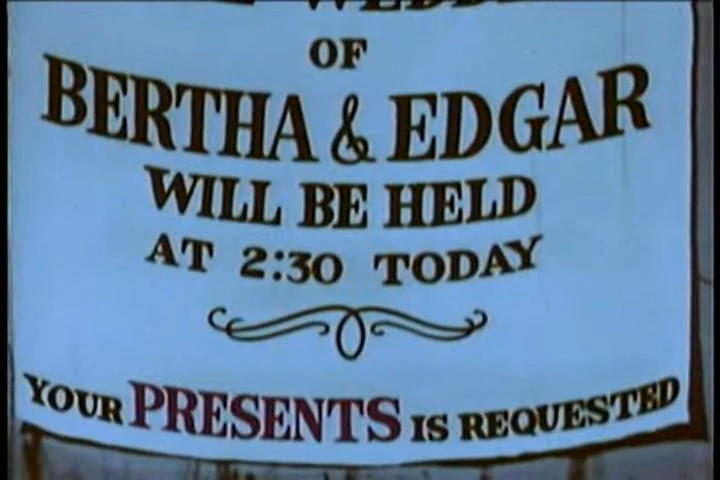 OF
BERTHA & EDGAR
WILL BE HELD
AT 2:30 TODAY
YOUR PRESENTS IS REQUESTED